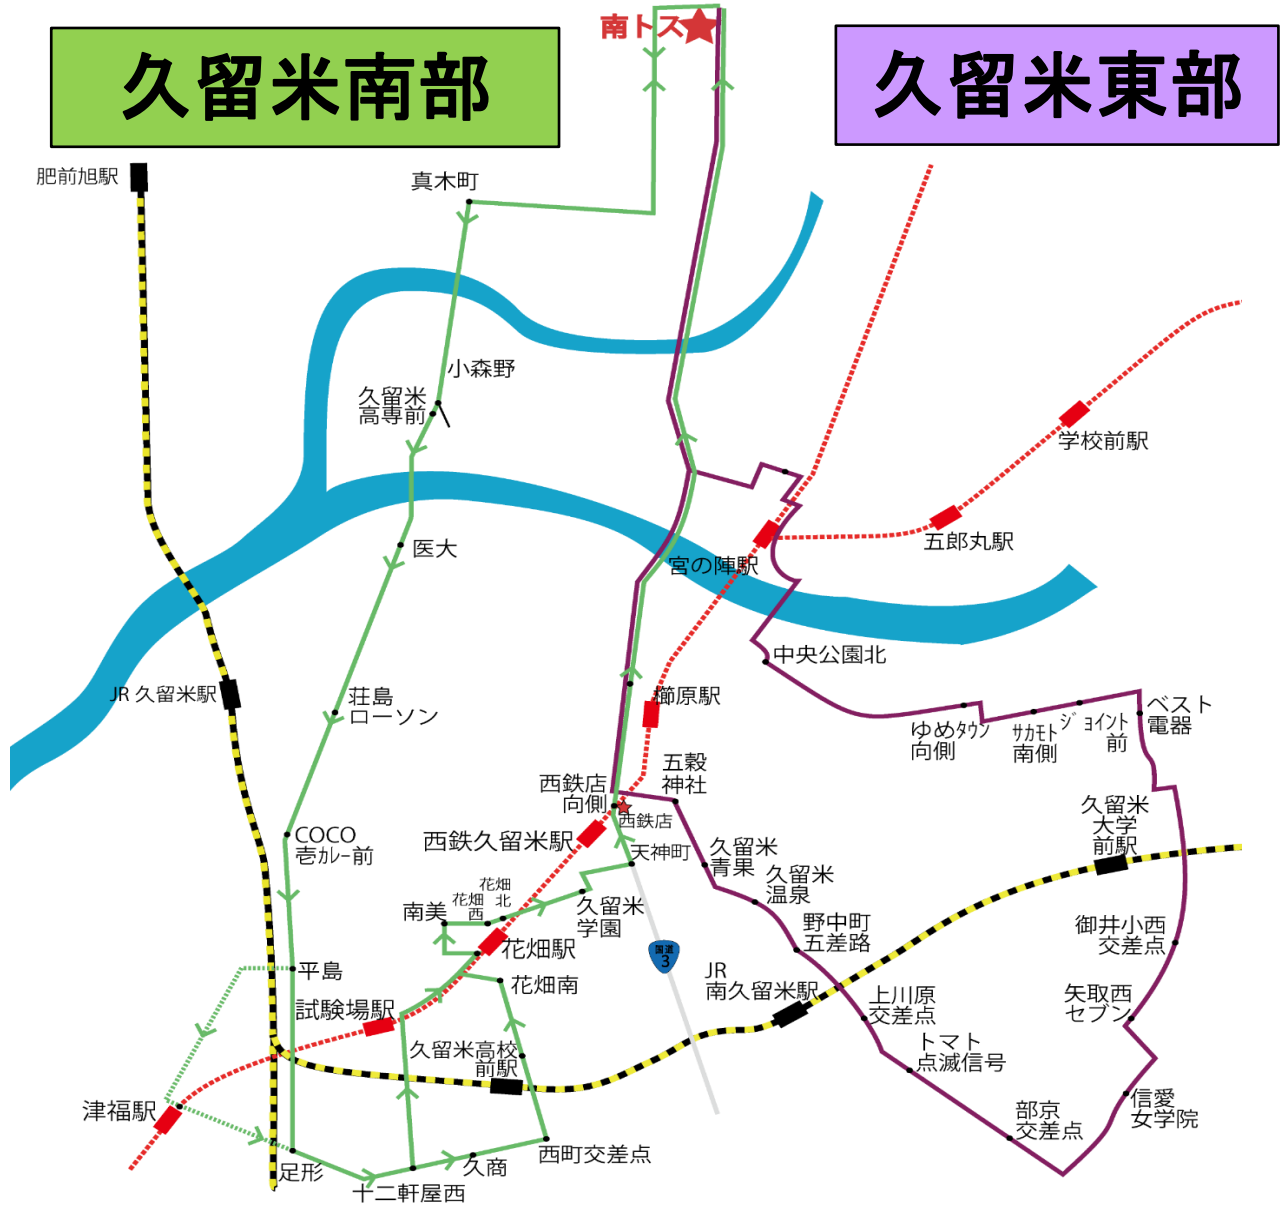 南トス
久留米南部
久留米東部
肥前旭駅
真木町
小森野
久留米
高専前
学校前駅
五郎丸駅
医大
宮の陣駅
中央公園北
JR 久留米駅
荘島
ローソン
櫛原駅
ゆめタウン
向側
サカモト
南側
ジョイント
前
ベスト
電器
五穀
神社
西鉄店
向側
西鉄店
久留米
大学
前駅
COCO
壱カレー前
西鉄久留米駅
天神町
久留米
青果
久留米
温泉
花畑
北
花畑
西
南美
久留米
学園
野中町
五差路
御井小西
交差点
花畑駅
国道
3
平島
花畑南
JR
南久留米駅
上川原
交差点
矢取西
セブン
試験場駅
久留米高校
前駅
トマト
点滅信号
津福駅
部京
交差点
信愛
女学院
足形
十二軒屋西
久商
西町交差点